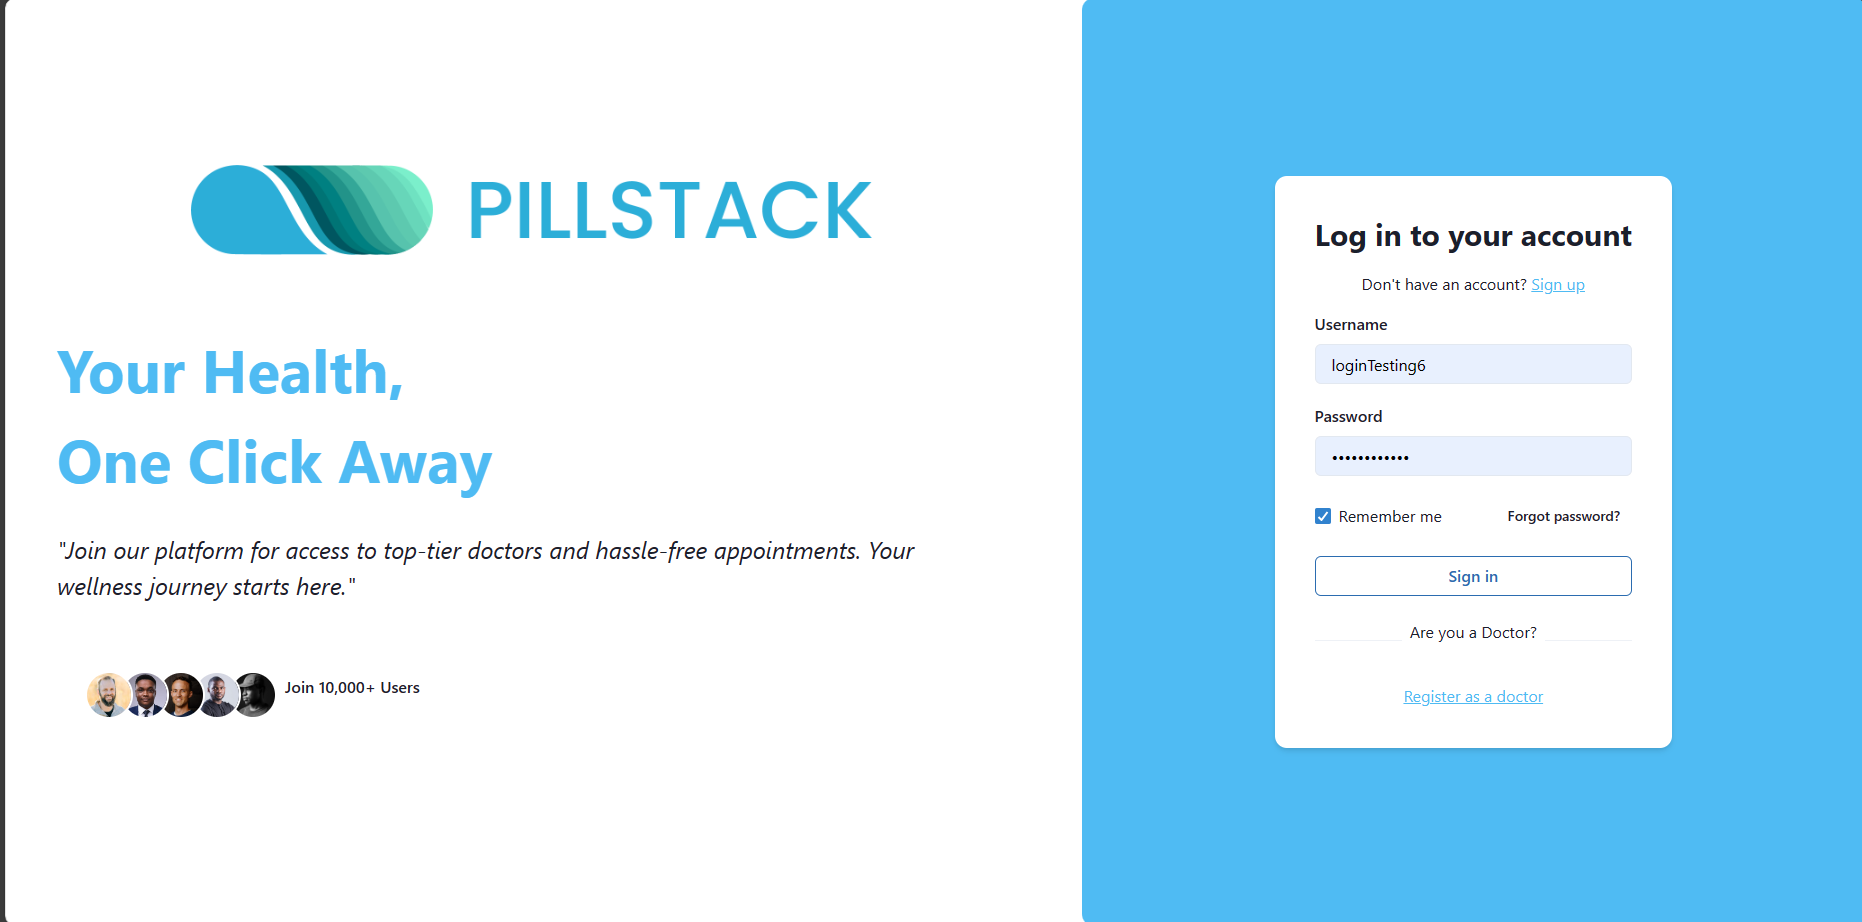 PILLSTACK
Your Health,
One Click Away
"Join our platform for access to top-tier doctors and hassle-free appointments. Your
wellness journey starts here."
Join 10,000+ Users
Log in to your account
Don't have an account? Sign up
Username
loginTesting6
Password
••••••••••••
Remember me
Forgot password?
Sign in
Are you a Doctor?
Register as a doctor